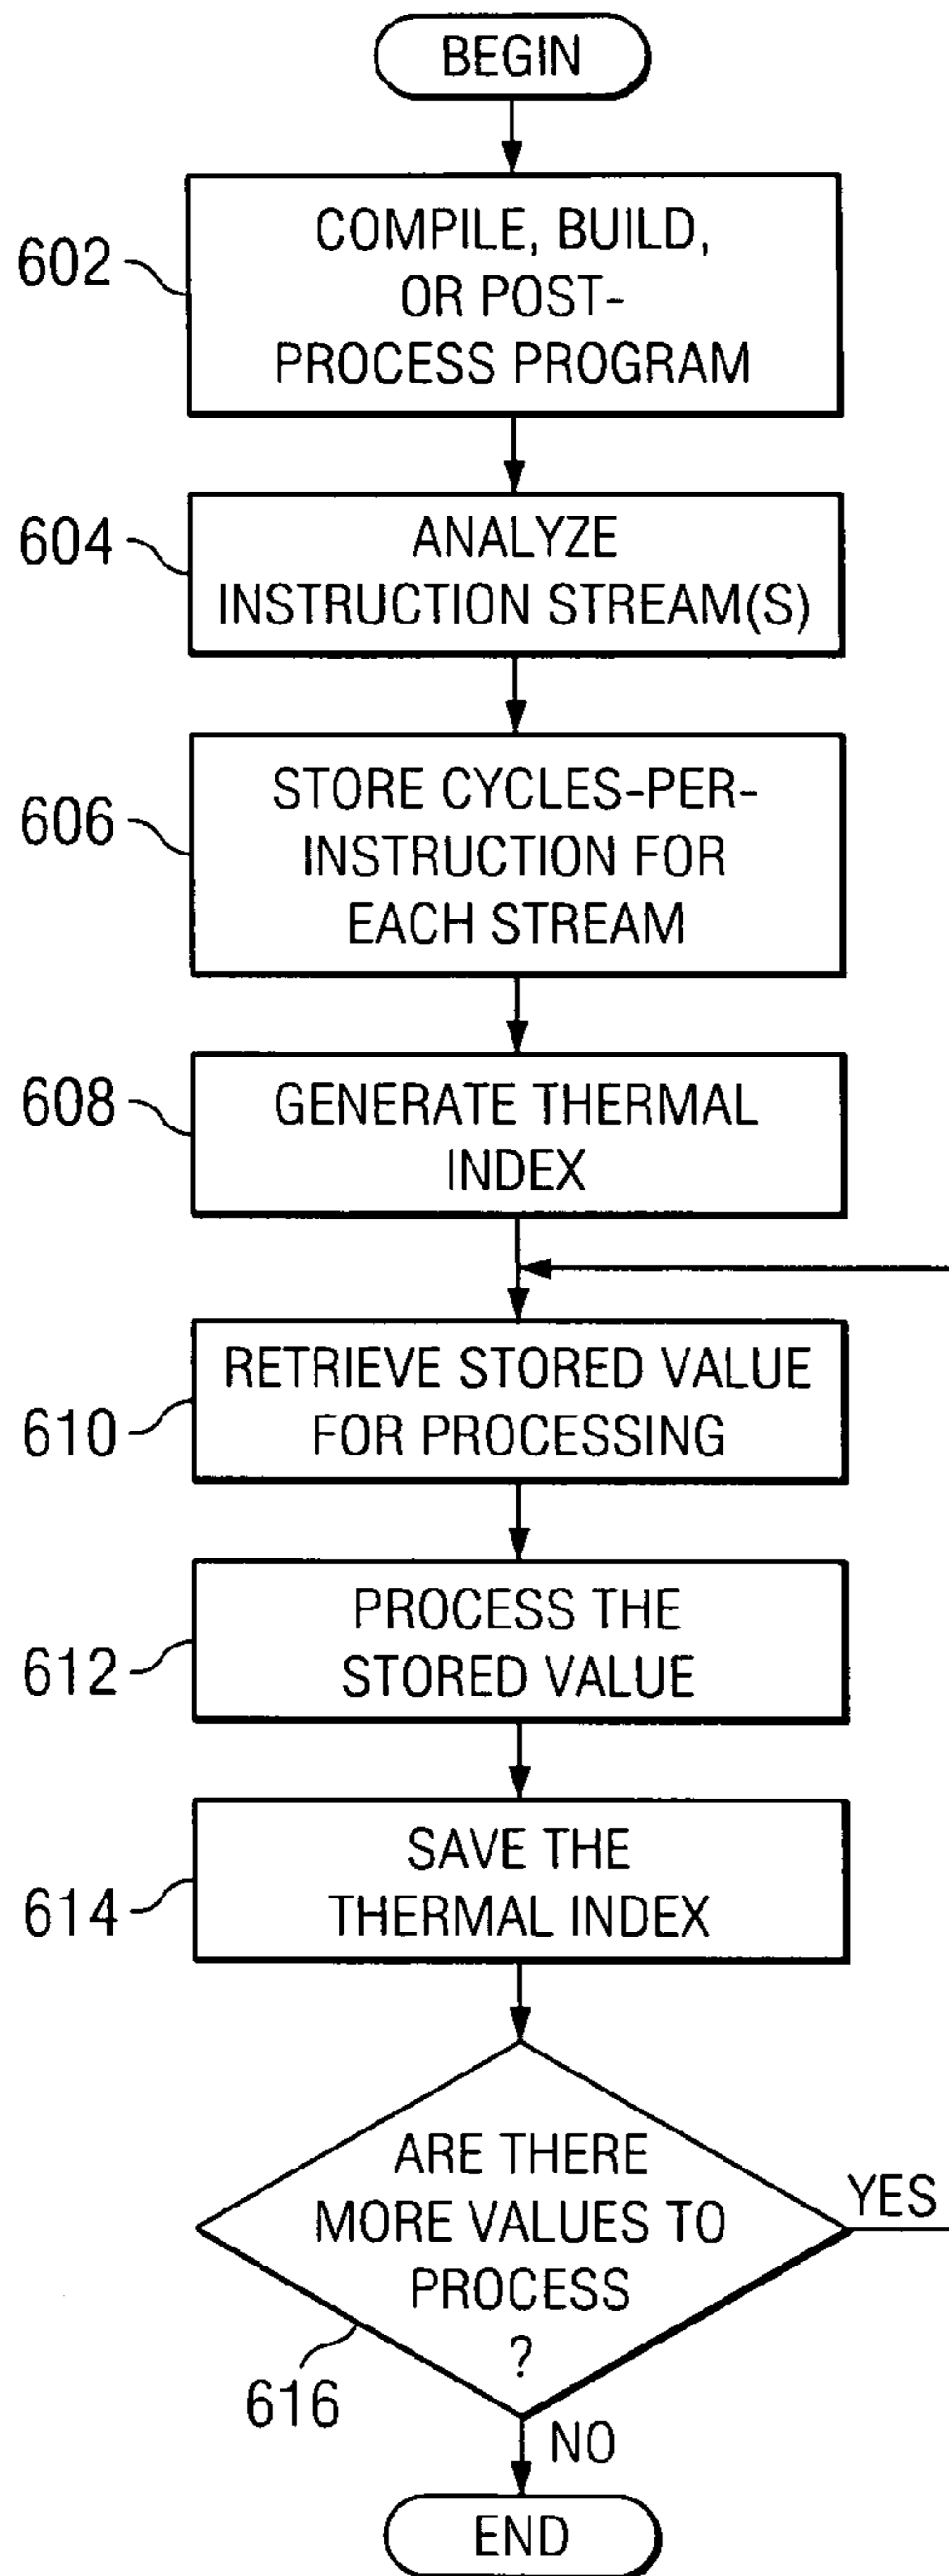 BEGIN
602
COMPILE, BUILD,
OR POST-
PROCESS PROGRAM
604
ANALYZE
INSTRUCTION STREAM(S)
606
STORE CYCLES-PER-
INSTRUCTION FOR
EACH STREAM
608
GENERATE THERMAL
INDEX
610
RETRIEVE STORED VALUE
FOR PROCESSING
612
PROCESS THE
STORED VALUE
614
SAVE THE
THERMAL INDEX
616
ARE THERE
MORE VALUES TO
PROCESS
?
YES
NO
END